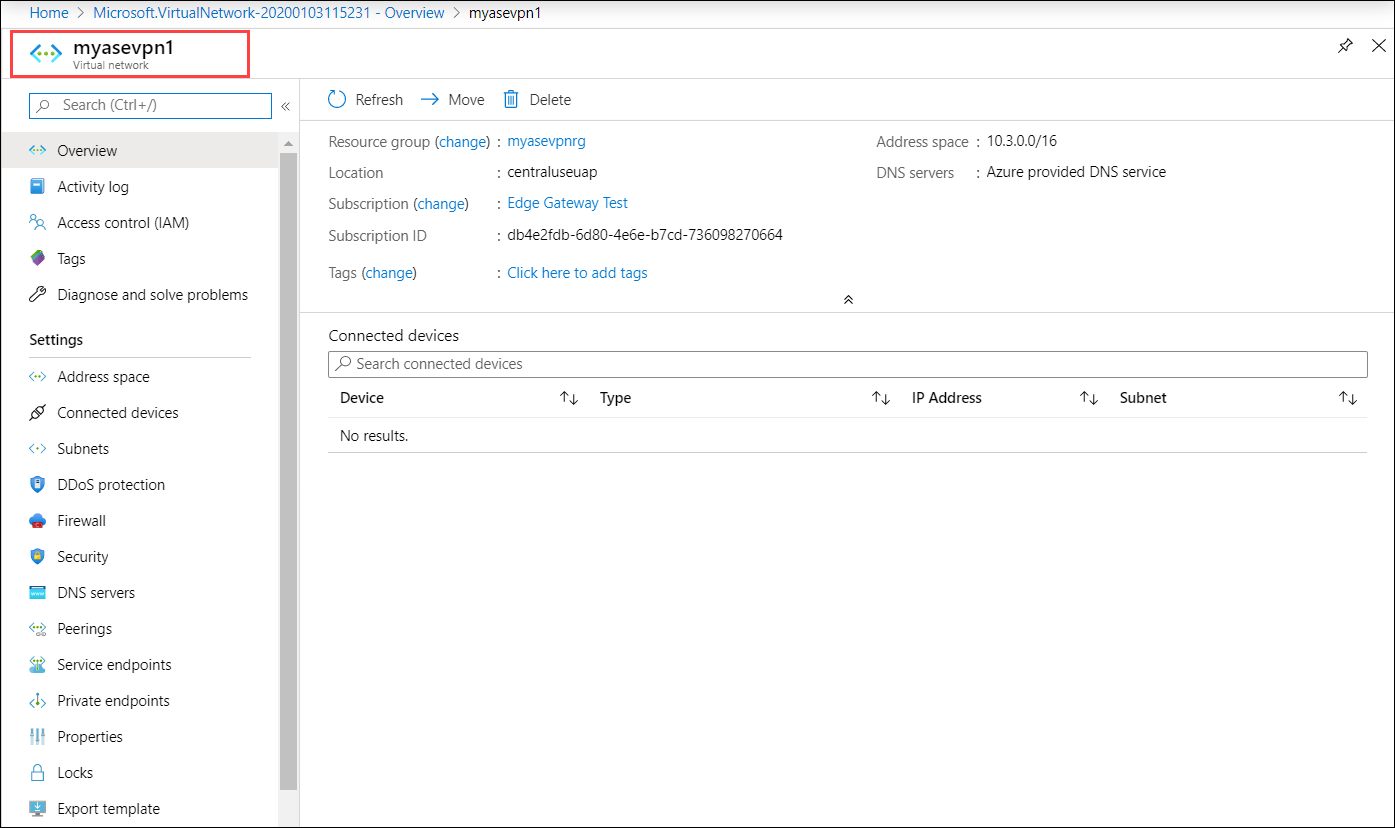 Home > Microsoft.VirtualNetwork-20200103115231 - Overview > myasevpn1
myasevpn1
Virtual network
Search (Ctrl+/)
«
Overview
Activity log
Access control (IAM)
Tags
Diagnose and solve problems
Settings
Address space
Connected devices
Subnets
DDoS protection
Firewall
Security
DNS servers
Peerings
Service endpoints
Private endpoints
Properties
Locks
Export template
Refresh Move Delete
Resource group (change) : myasevpnrg
Location : centraluseuap
Subscription (change) : Edge Gateway Test
Subscription ID : db4e2fdb-6d80-4e6e-b7cd-736098270664
Tags (change) : Click here to add tags
Address space : 10.3.0.0/16
DNS servers : Azure provided DNS service
Connected devices
Search connected devices
Device Type IP Address Subnet
No results.